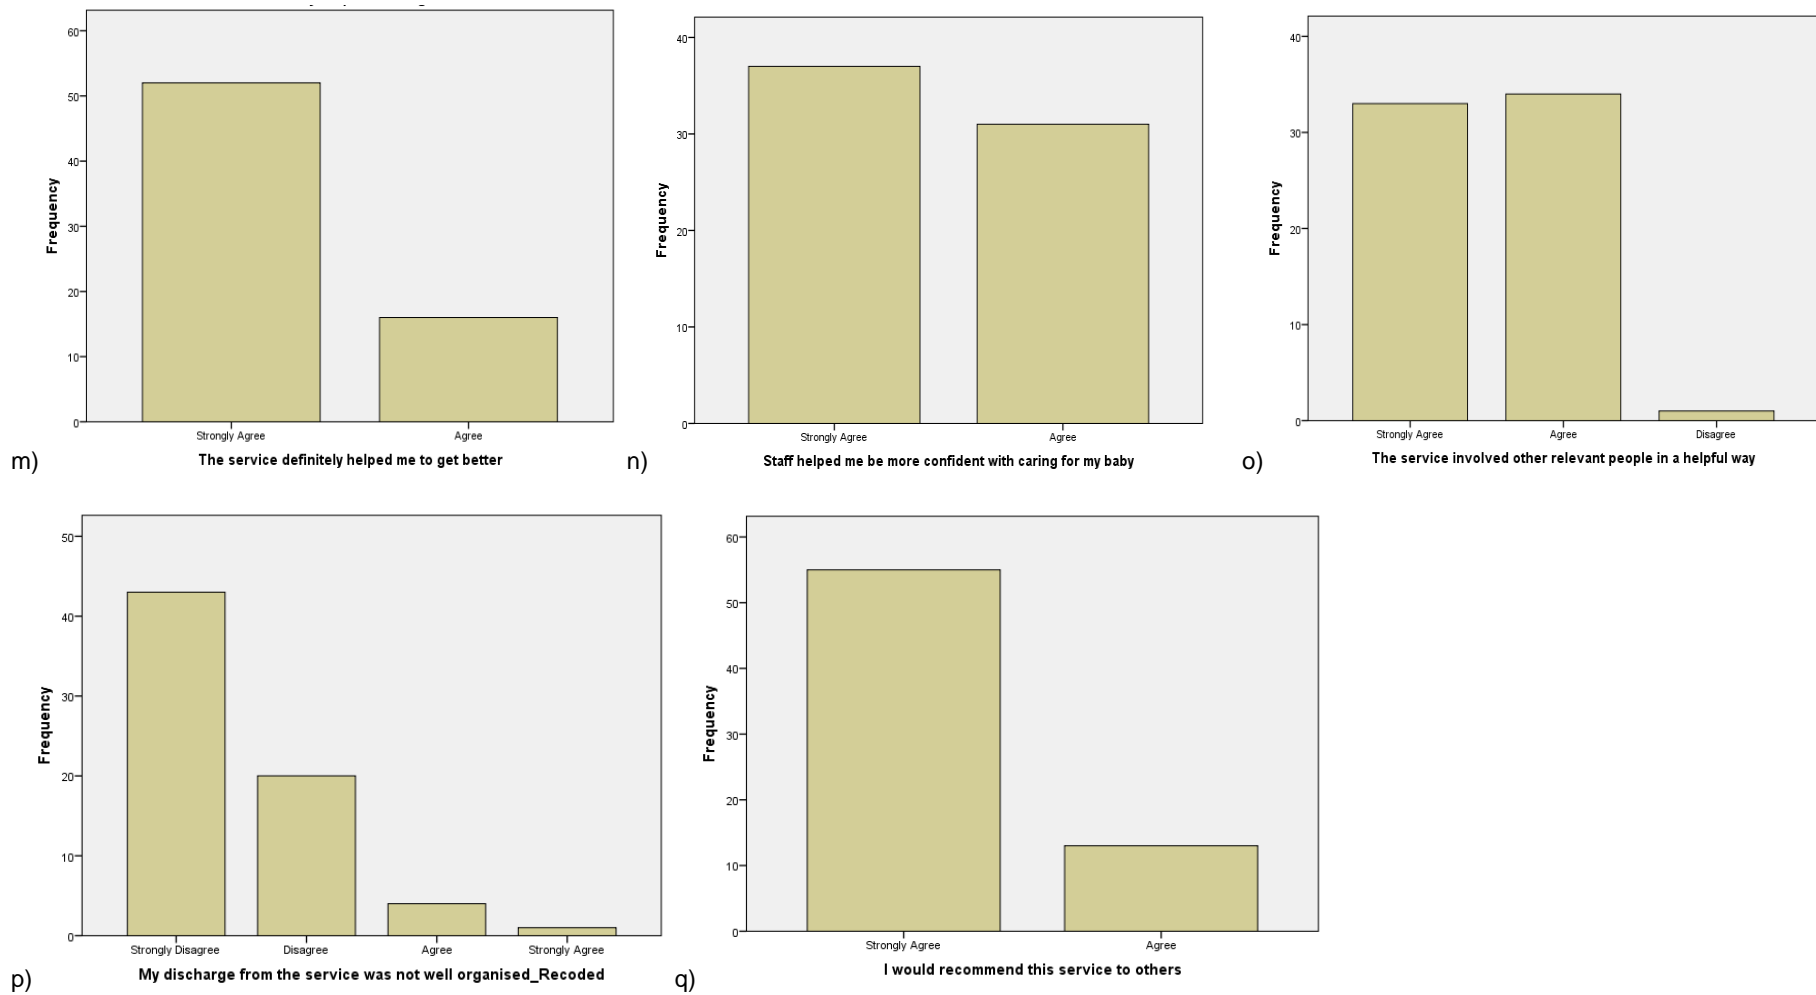 60
50
40
30
20
10
0
Frequency
Strongly Agree
Agree
m)
The service definitely helped me to get better
40
30
20
10
0
Frequency
Strongly Agree
Agree
n)
Staff helped me be more confident with caring for my baby
40
30
20
10
0
Frequency
Strongly Agree
Agree
Disagree
o)
The service involved other relevant people in a helpful way
50
40
30
20
10
0
Frequency
Strongly Disagree
Disagree
Agree
Strongly Agree
p)
My discharge from the service was not well organised_Recoded
60
50
40
30
20
10
0
Frequency
Strongly Agree
Agree
q)
I would recommend this service to others